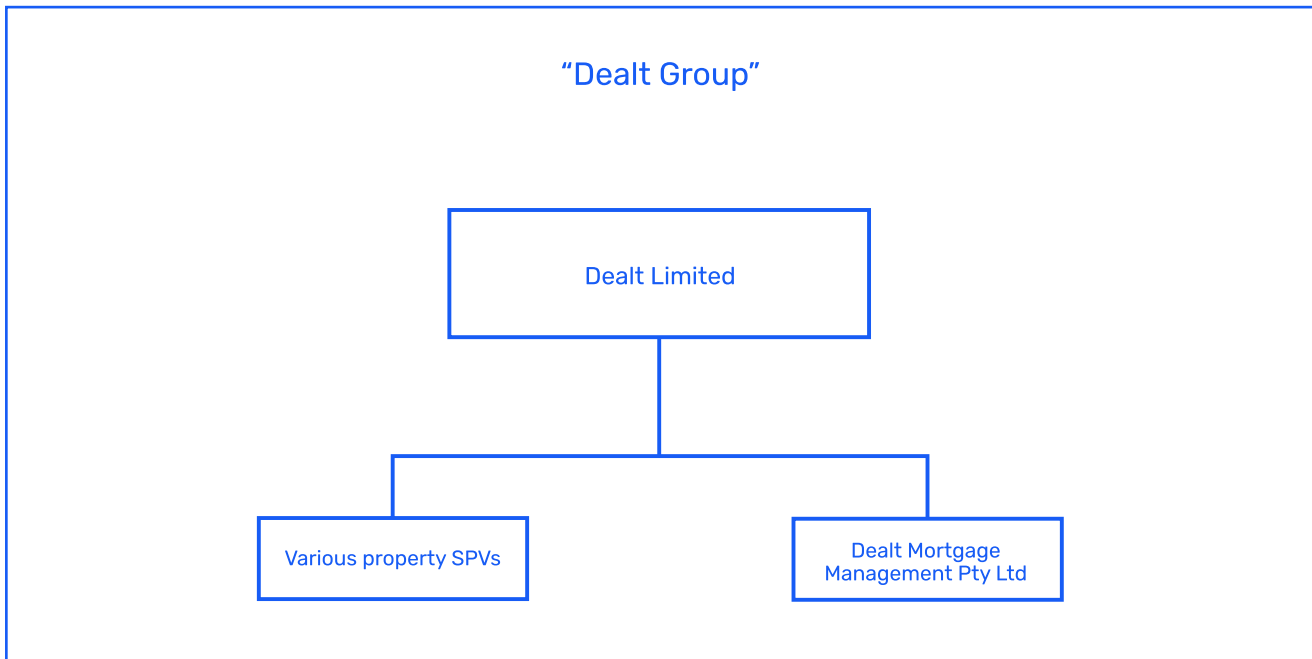 “Dealt Group”
Dealt Limited
Various property SPVs
Dealt Mortgage
Management Pty Ltd